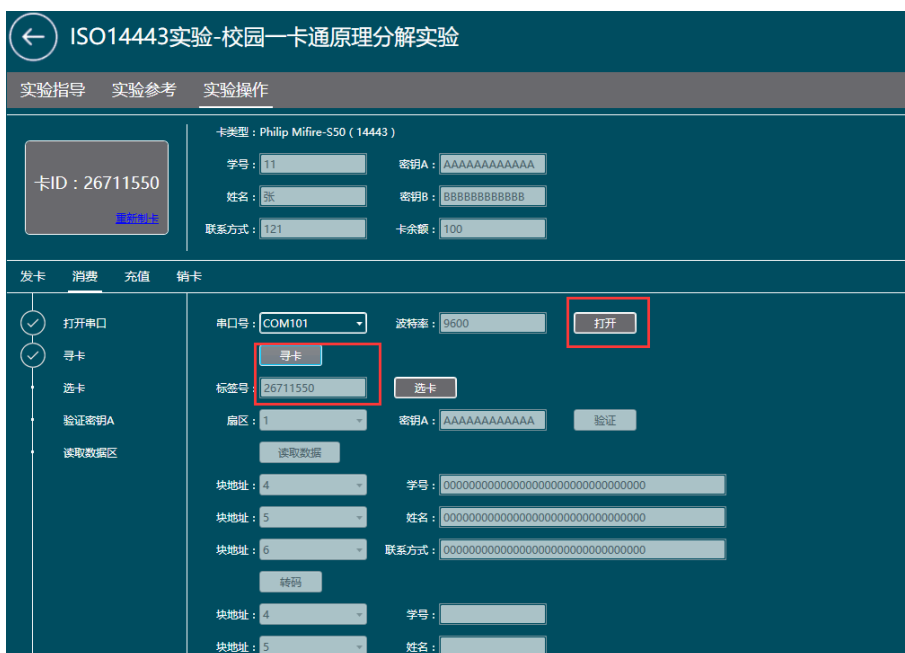 ISO14443实验-校园一卡通原理分解实验
实验指导 实验参考 实验操作
卡类型：Philip Mifire-S50 ( 14443 )
卡ID：26711550
重新制卡
学号：11 密钥A：AAAAAAAAAAAA
姓名：张 密钥B：BBBBBBBBBBBB
联系方式：121 卡余额：100
发卡 消费 充值 销卡
打开串口 串口号：COM101 波特率：9600 打开
寻卡 寻卡
选卡 标签号：26711550 选卡
验证密钥A 扇区：1 密钥A：AAAAAAAAAAAA 验证
读取数据区 读取数据
块地址：4 学号：00000000000000000000000000000000
块地址：5 姓名：00000000000000000000000000000000
块地址：6 联系方式：00000000000000000000000000000000
转码
块地址：4 学号：
块地址：5 姓名：